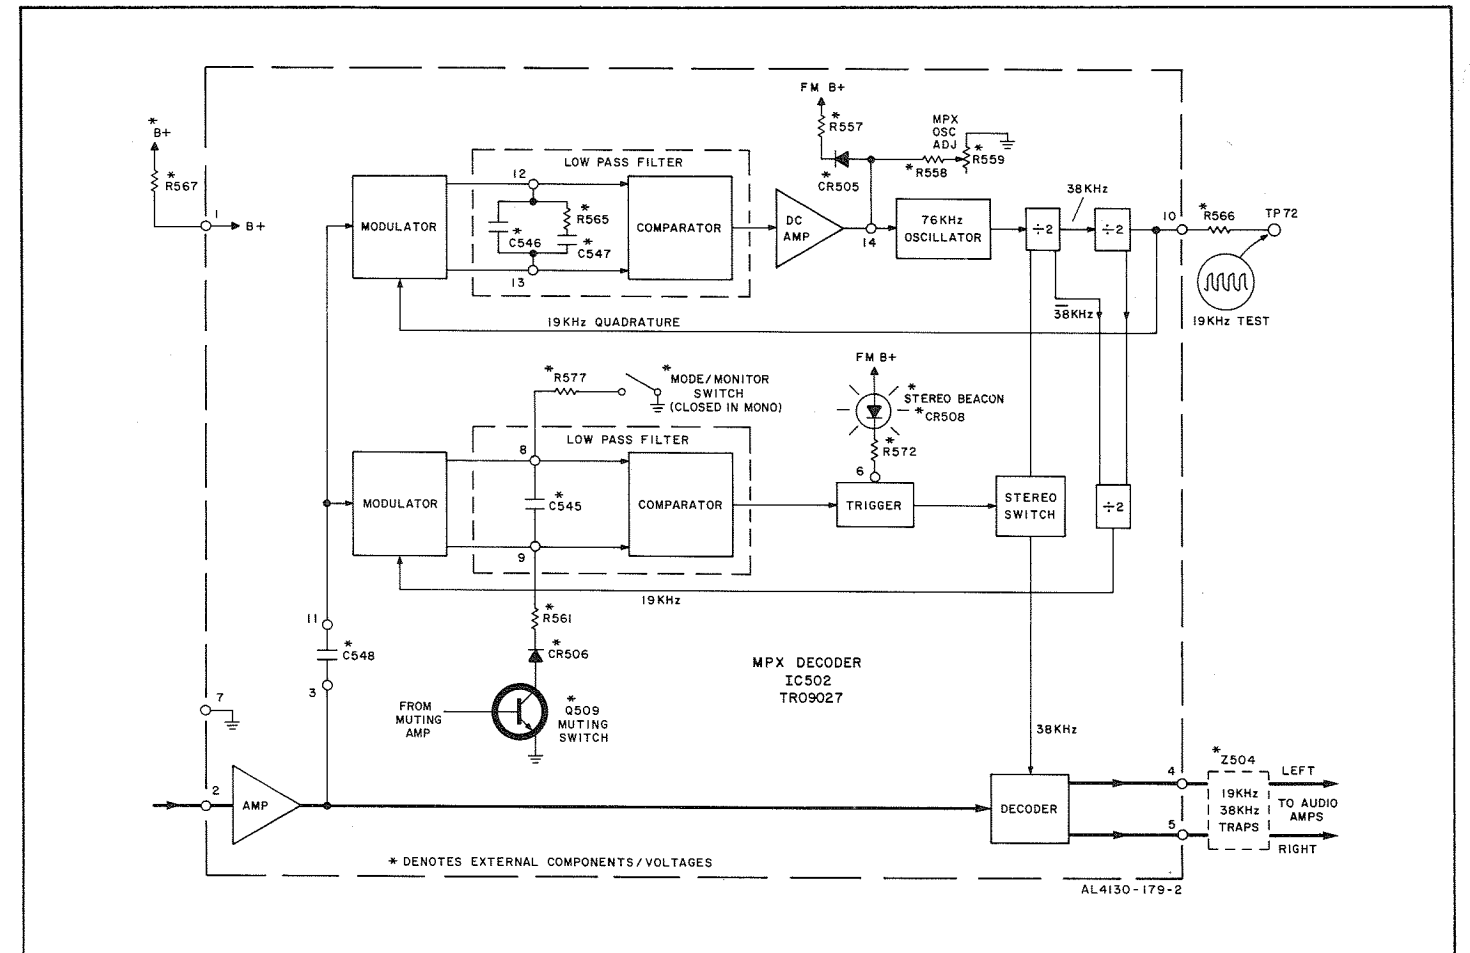 FM B+
*
R557
MPX
OSC
ADJ
*
R559
*
R558
*
CR505
*
B+
*
R567
1
B+
LOW PASS FILTER
12
MODULATOR
*
R565
*
C546
*
C547
13
COMPARATOR
DC
AMP
14
76KHz
OSCILLATOR
÷2
38KHz
÷2
10
*
R566
TP72
19KHz TEST
19KHz QUADRATURE
38KHz
*
R577
*
MODE/MONITOR
SWITCH
(CLOSED IN MONO)
FM B+
*
STEREO BEACON
*
CR508
*
R572
6
LOW PASS FILTER
8
MODULATOR
*
C545
9
COMPARATOR
TRIGGER
STEREO
SWITCH
÷2
19KHz
11
*
C548
3
*
R561
*
CR506
FROM
MUTING
AMP
*
Q509
MUTING
SWITCH
MPX DECODER
IC502
TR09027
7
38KHz
2
AMP
DECODER
4
5
*
Z504
19KHz
38KHz
TRAPS
LEFT
TO AUDIO
AMPS
RIGHT
* DENOTES EXTERNAL COMPONENTS/VOLTAGES
AL4130-179-2